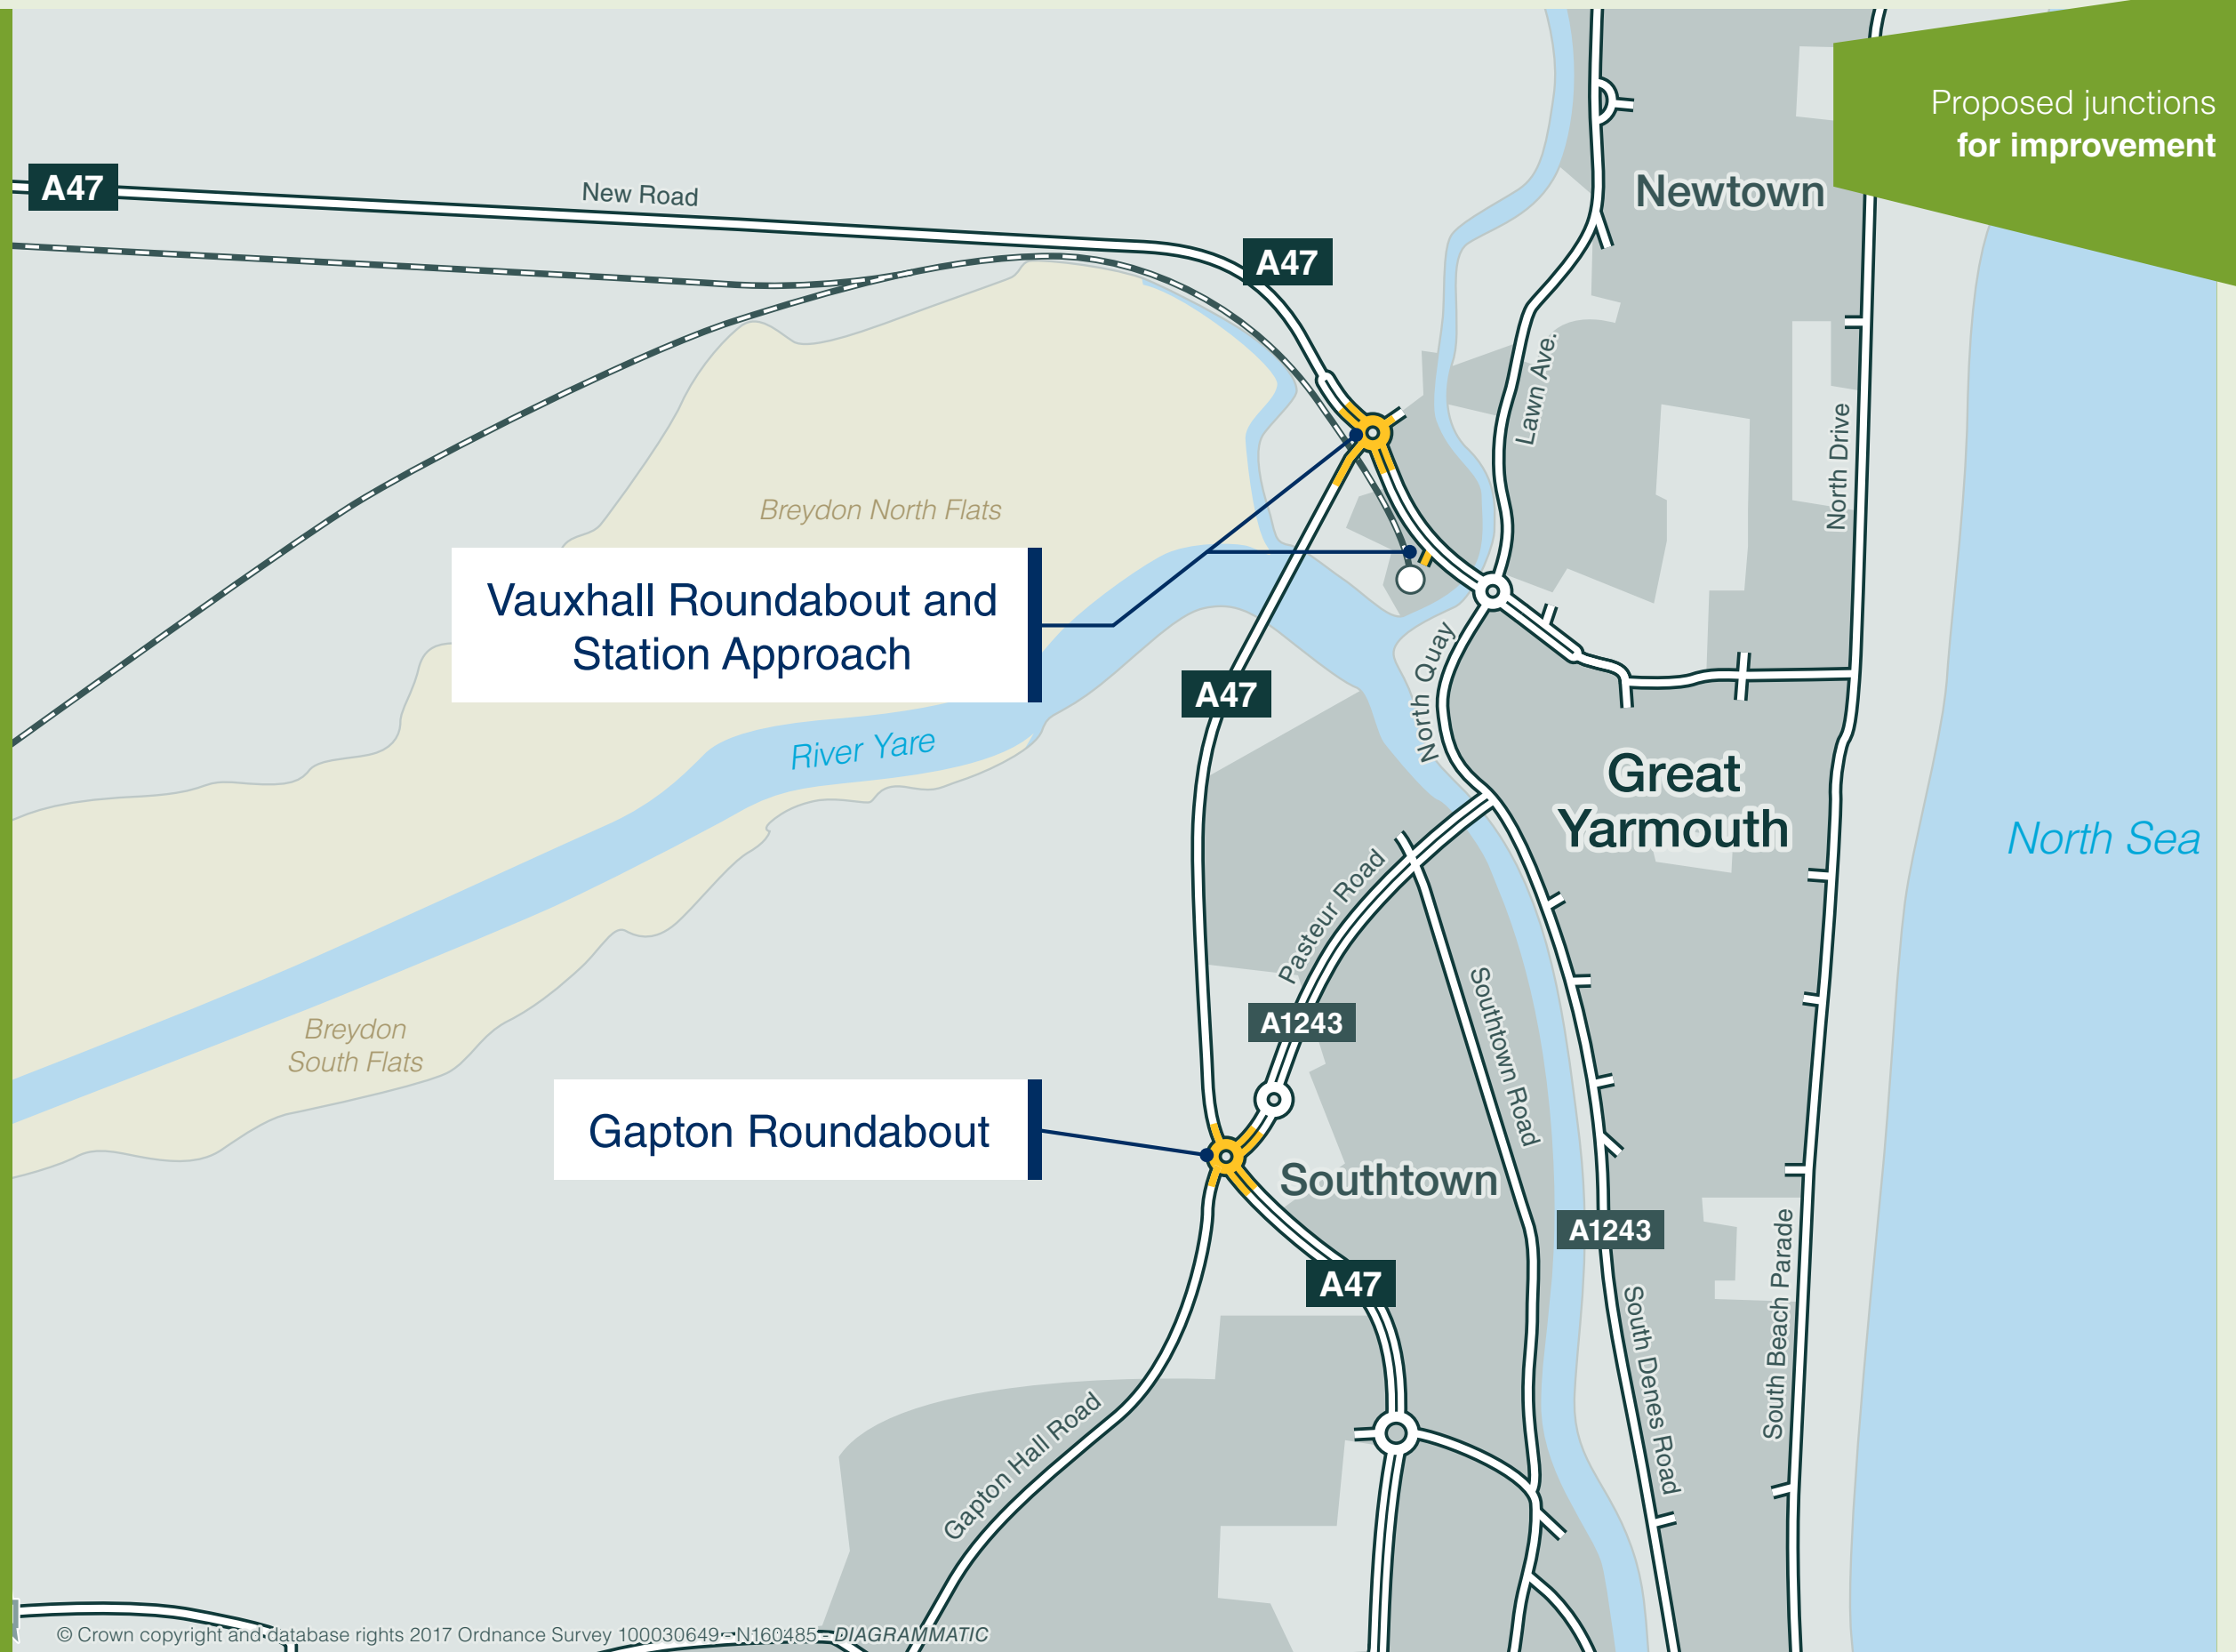 Proposed junctions
for improvement
A47
New Road
A47
Newtown
Lawn Ave.
North Drive
Breydon North Flats
Vauxhall Roundabout and
Station Approach
North Quay
A47
River Yare
Great
Yarmouth
North Sea
Pasteur Road
A1243
Southtown Road
Breydon
South Flats
Gapton Roundabout
Southtown
A1243
A47
South Beach Parade
South Denes Road
Gapton Hall Road
© Crown copyright and database rights 2017 Ordnance Survey 100030649 - N160485 - DIAGRAMMATIC